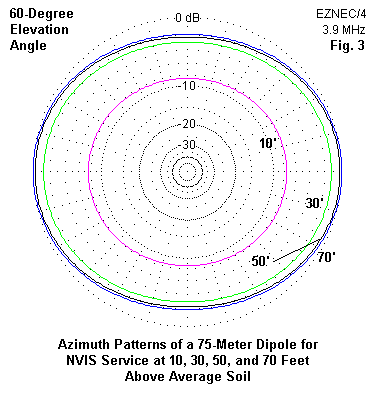 60-Degree
Elevation
Angle
0 dB
EZNEC/4
3.9 MHz
Fig. 3
-10
-20
-30
10'
30'
50'
70'
Azimuth Patterns of a 75-Meter Dipole for
NVIS Service at 10, 30, 50, and 70 Feet
Above Average Soil